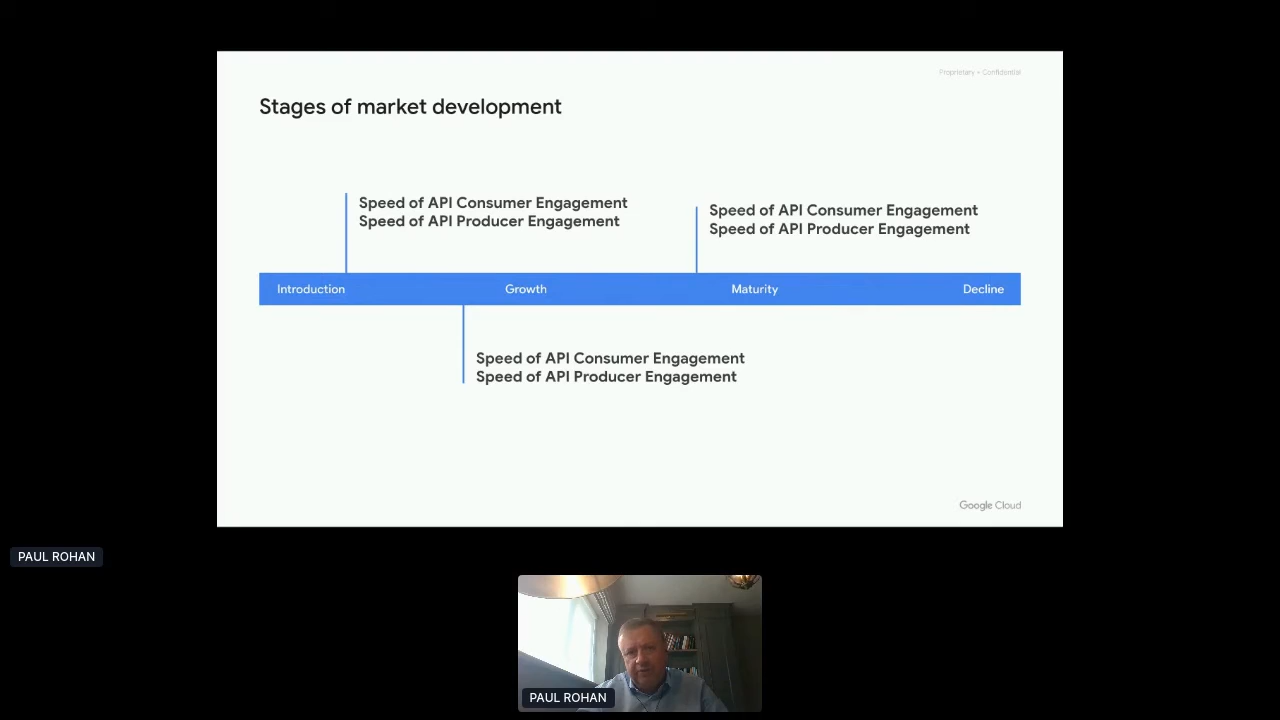 Proprietary + Confidential
Stages of market development
Speed of API Consumer Engagement
Speed of API Producer Engagement
Speed of API Consumer Engagement
Speed of API Producer Engagement
Introduction
Growth
Maturity
Decline
Speed of API Consumer Engagement
Speed of API Producer Engagement
Google Cloud
PAUL ROHAN
PAUL ROHAN